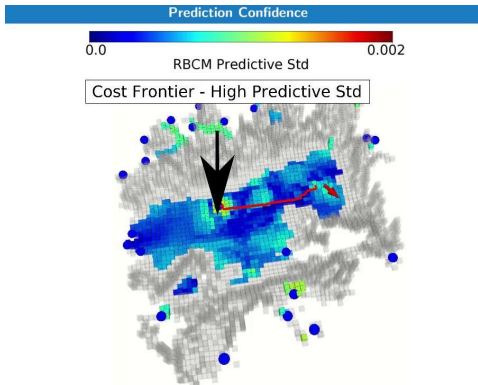 Prediction Confidence
0.0 0.002
RBCM Predictive Std
Cost Frontier - High Predictive Std